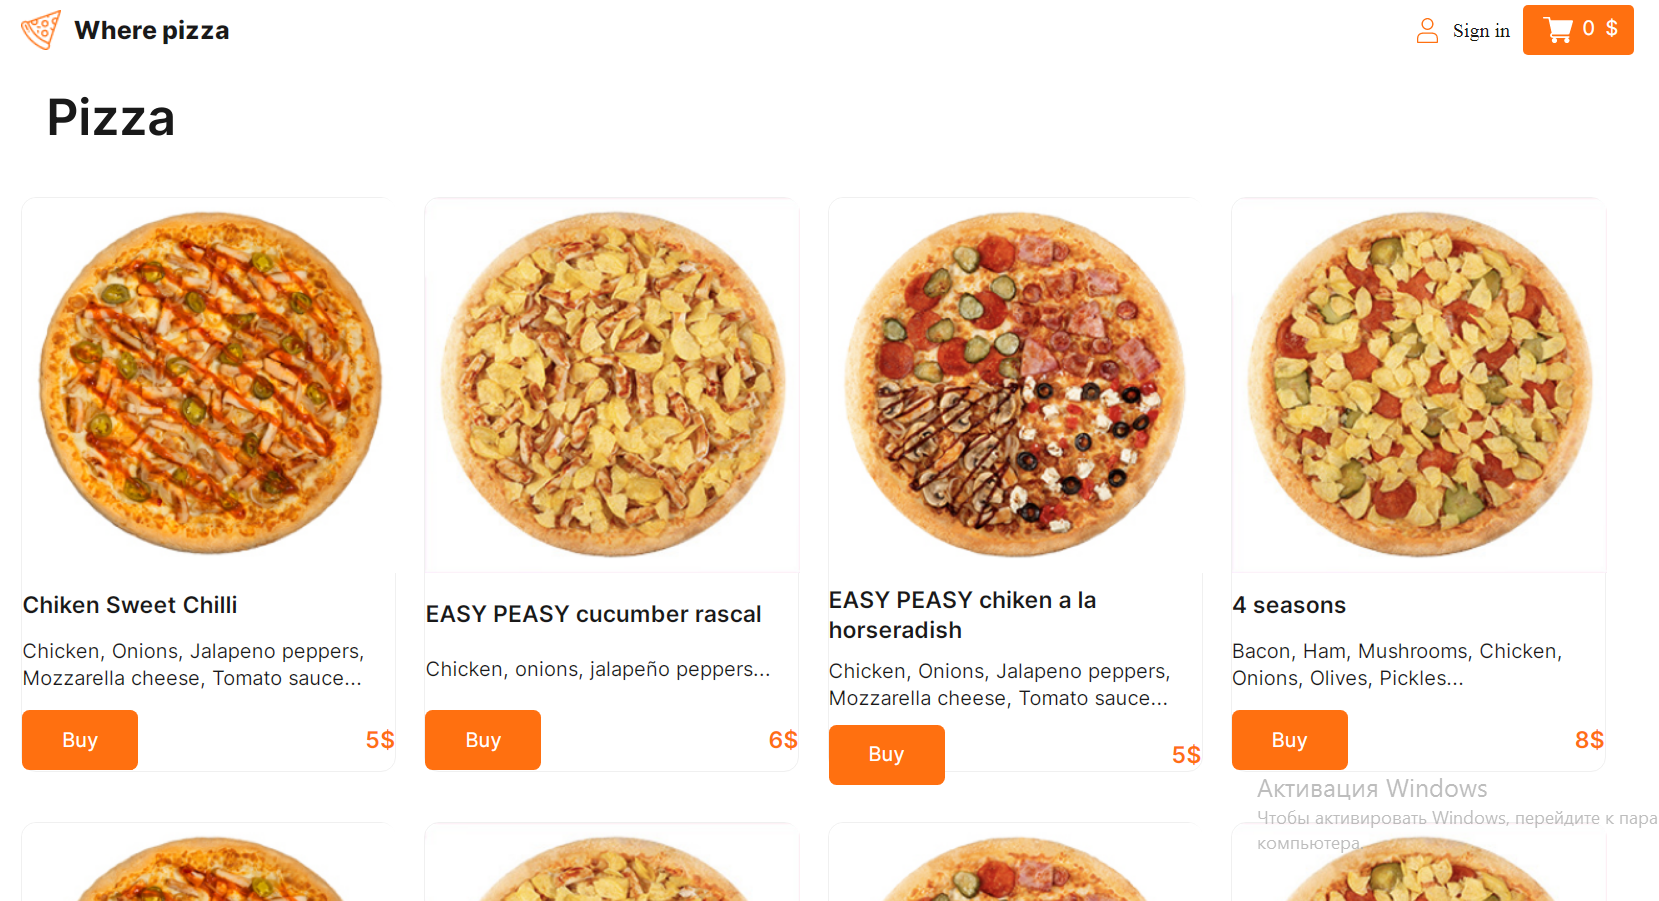 Where pizza
Sign in
0 $
Pizza
Chiken Sweet Chilli
Chicken, Onions, Jalapeno peppers,
Mozzarella cheese, Tomato sauce...
Buy
5$
EASY PEASY cucumber rascal
Chicken, onions, jalapeño peppers...
Buy
6$
EASY PEASY chiken a la
horseradish
Chicken, Onions, Jalapeno peppers,
Mozzarella cheese, Tomato sauce...
Buy
5$
4 seasons
Bacon, Ham, Mushrooms, Chicken,
Onions, Olives, Pickles...
Buy
8$
Активация Windows
Чтобы активировать Windows, перейдите к пара
компьютера.